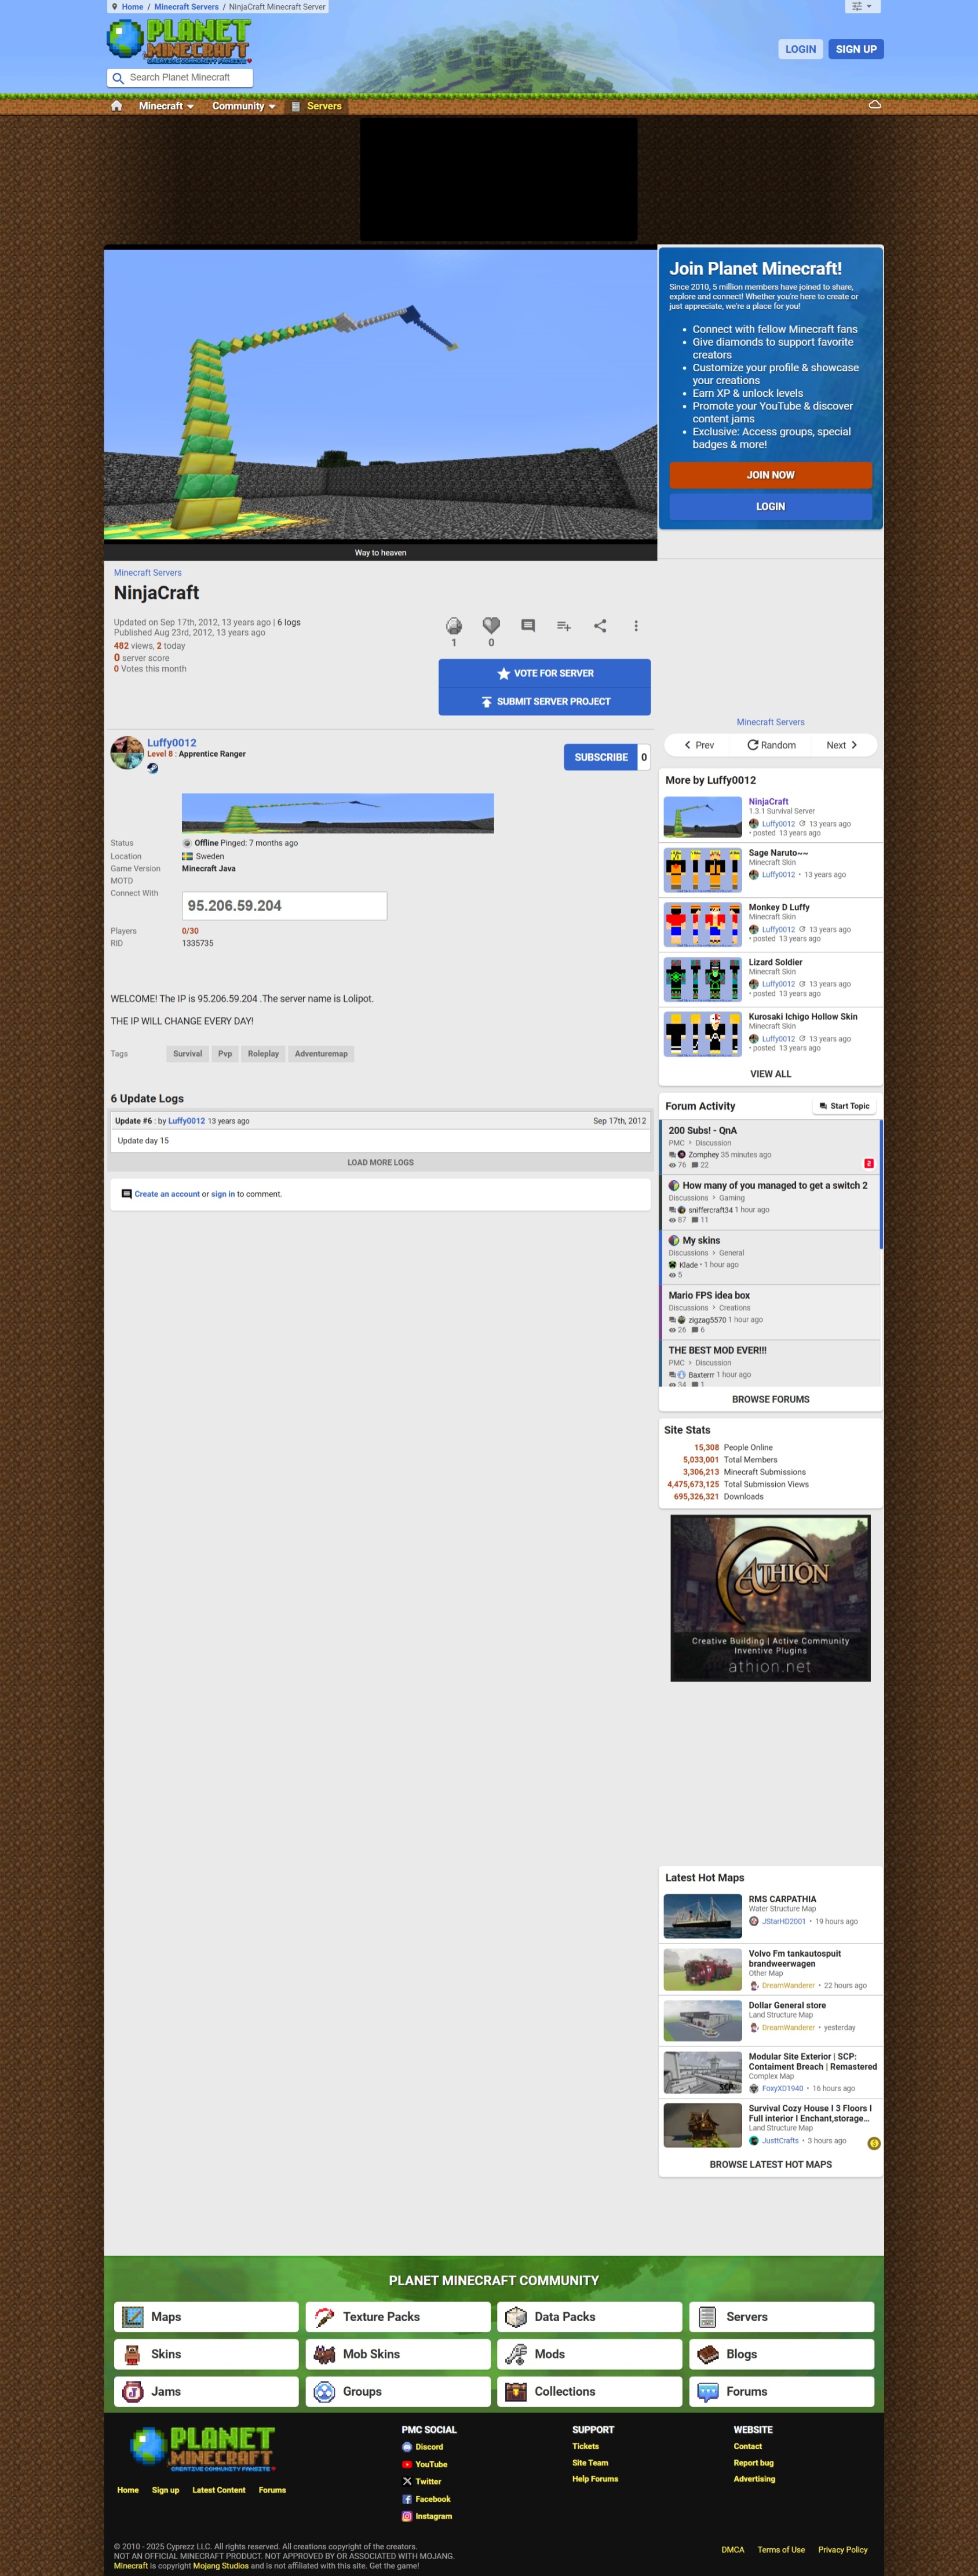 Home / Minecraft Servers / NinjaCraft Minecraft Server
PLANET
MINECRAFT
CREATIVE COMMUNITY FANSITE
LOGIN
SIGN UP
Search Planet Minecraft
Minecraft
Community
Servers
Way to heaven
Join Planet Minecraft!
Since 2010, 5 million members have joined to share,
explore and connect! Whether you're here to create or
just appreciate, we're a place for you!
• Connect with fellow Minecraft fans
• Give diamonds to support favorite
creators
• Customize your profile & showcase
your creations
• Earn XP & unlock levels
• Promote your YouTube & discover
content jams
• Exclusive: Access groups, special
badges & more!
JOIN NOW
LOGIN
Minecraft Servers
NinjaCraft
Updated on Sep 17th, 2012, 13 years ago | 6 logs
Published Aug 23rd, 2012, 13 years ago
482 views, 2 today
0 server score
0 Votes this month
1
0
VOTE FOR SERVER
SUBMIT SERVER PROJECT
Luffy0012
Level 8 : Apprentice Ranger
SUBSCRIBE 0
Status Offline Pinged: 7 months ago
Location Sweden
Game Version Minecraft Java
MOTD
Connect With
95.206.59.204
Players 0/30
RID 1335735
WELCOME! The IP is 95.206.59.204 .The server name is Lolipot.
THE IP WILL CHANGE EVERY DAY!
Tags Survival Pvp Roleplay Adventuremap
6 Update Logs
Update #6 : by Luffy0012 13 years ago Sep 17th, 2012
Update day 15
LOAD MORE LOGS
Create an account or sign in to comment.
Minecraft Servers
Prev Random Next
More by Luffy0012
NinjaCraft
1.3.1 Survival Server
Luffy0012 13 years ago
• posted 13 years ago
Sage Naruto~~
Minecraft Skin
Luffy0012 • 13 years ago
Monkey D Luffy
Minecraft Skin
Luffy0012 13 years ago
• posted 13 years ago
Lizard Soldier
Minecraft Skin
Luffy0012 13 years ago
• posted 13 years ago
Kurosaki Ichigo Hollow Skin
Minecraft Skin
Luffy0012 13 years ago
• posted 13 years ago
VIEW ALL
Forum Activity
Start Topic
200 Subs! - QnA
PMC > Discussion
Zomphey 35 minutes ago
76 22
2
How many of you managed to get a switch 2
Discussions > Gaming
sniffercraft34 1 hour ago
87 11
My skins
Discussions > General
Klade • 1 hour ago
5
Mario FPS idea box
Discussions > Creations
zigzag5570 1 hour ago
26 6
THE BEST MOD EVER!!!
PMC > Discussion
Baxterrr 1 hour ago
34 1
BROWSE FORUMS
Site Stats
15,308 People Online
5,033,001 Total Members
3,306,213 Minecraft Submissions
4,475,673,125 Total Submission Views
695,326,321 Downloads
ATHION
Creative Building | Active Community
Inventive Plugins
athion.net
Latest Hot Maps
RMS CARPATHIA
Water Structure Map
JStarHD2001 • 19 hours ago
Volvo Fm tankautospuit
brandweerwagen
Other Map
DreamWanderer • 22 hours ago
Dollar General store
Land Structure Map
DreamWanderer • yesterday
Modular Site Exterior | SCP:
Contaiment Breach | Remastered
Complex Map
FoxyXD1940 • 16 hours ago
SCP
Survival Cozy House I 3 Floors I
Full interior I Enchant,storage...
Land Structure Map
JusttCrafts • 3 hours ago
BROWSE LATEST HOT MAPS
PLANET MINECRAFT COMMUNITY
Maps
Texture Packs
Data Packs
Servers
Skins
Mob Skins
Mods
Blogs
Jams
Groups
Collections
Forums
PLANET
MINECRAFT
CREATIVE COMMUNITY FANSITE
Home Sign up Latest Content Forums
PMC SOCIAL
Discord
YouTube
Twitter
Facebook
Instagram
SUPPORT
Tickets
Site Team
Help Forums
WEBSITE
Contact
Report bug
Advertising
© 2010 - 2025 Cyprezz LLC. All rights reserved. All creations copyright of the creators.
NOT AN OFFICIAL MINECRAFT PRODUCT. NOT APPROVED BY OR ASSOCIATED WITH MOJANG.
Minecraft is copyright Mojang Studios and is not affiliated with this site. Get the game!
DMCA Terms of Use Privacy Policy